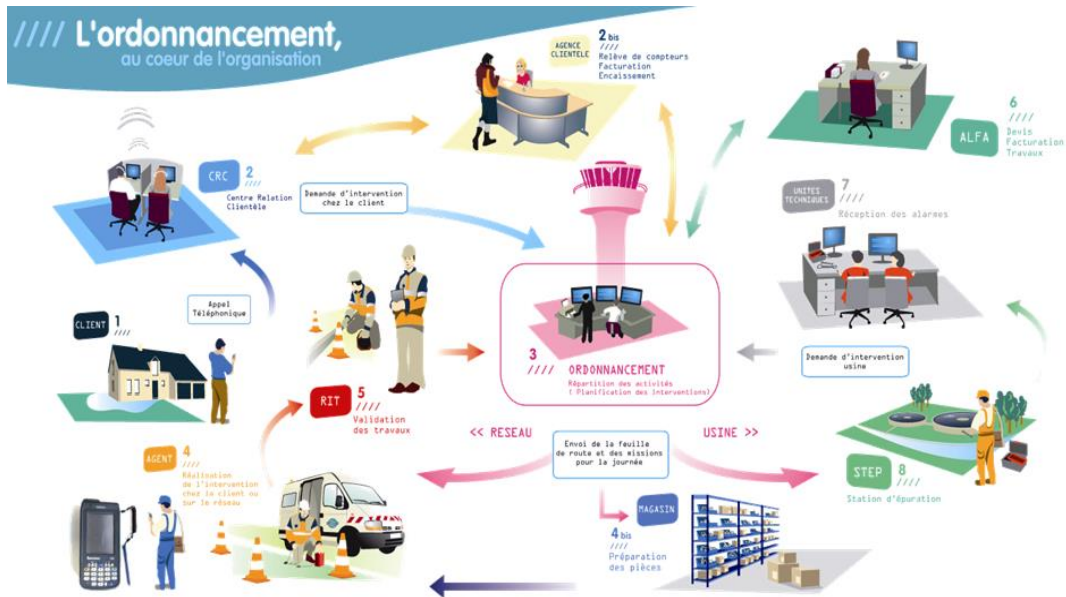 //// L'ordonnancement,
au coeur de l'organisation
AGENCE
CLIENTELE
2 bis
////
Relève de compteurs
Facturation
Encaissement
6
////
ALFA
Devis
Facturation
Travaux
CRC
2
////
Centre Relation
Clientèle
Demande d'intervention
chez le client
UNITES
TECHNIQUES
7
////
Réception des alarmes
Appel
Téléphonique
CLIENT
1
////
3
////
ORDONNANCEMENT
Répartition des activités
( Planification des interventions)
Demande d'intervention
usine
RIT
5
////
Validation
des travaux
<< RESEAU
USINE >>
Envoi de la feuille
de route et des missions
pour la journée
AGENT
4
////
Réalisation
de l'intervention
chez le client ou
sur le réseau
STEP
8
////
Station d'épuration
MAGASIN
4 bis
////
Préparation
des pièces